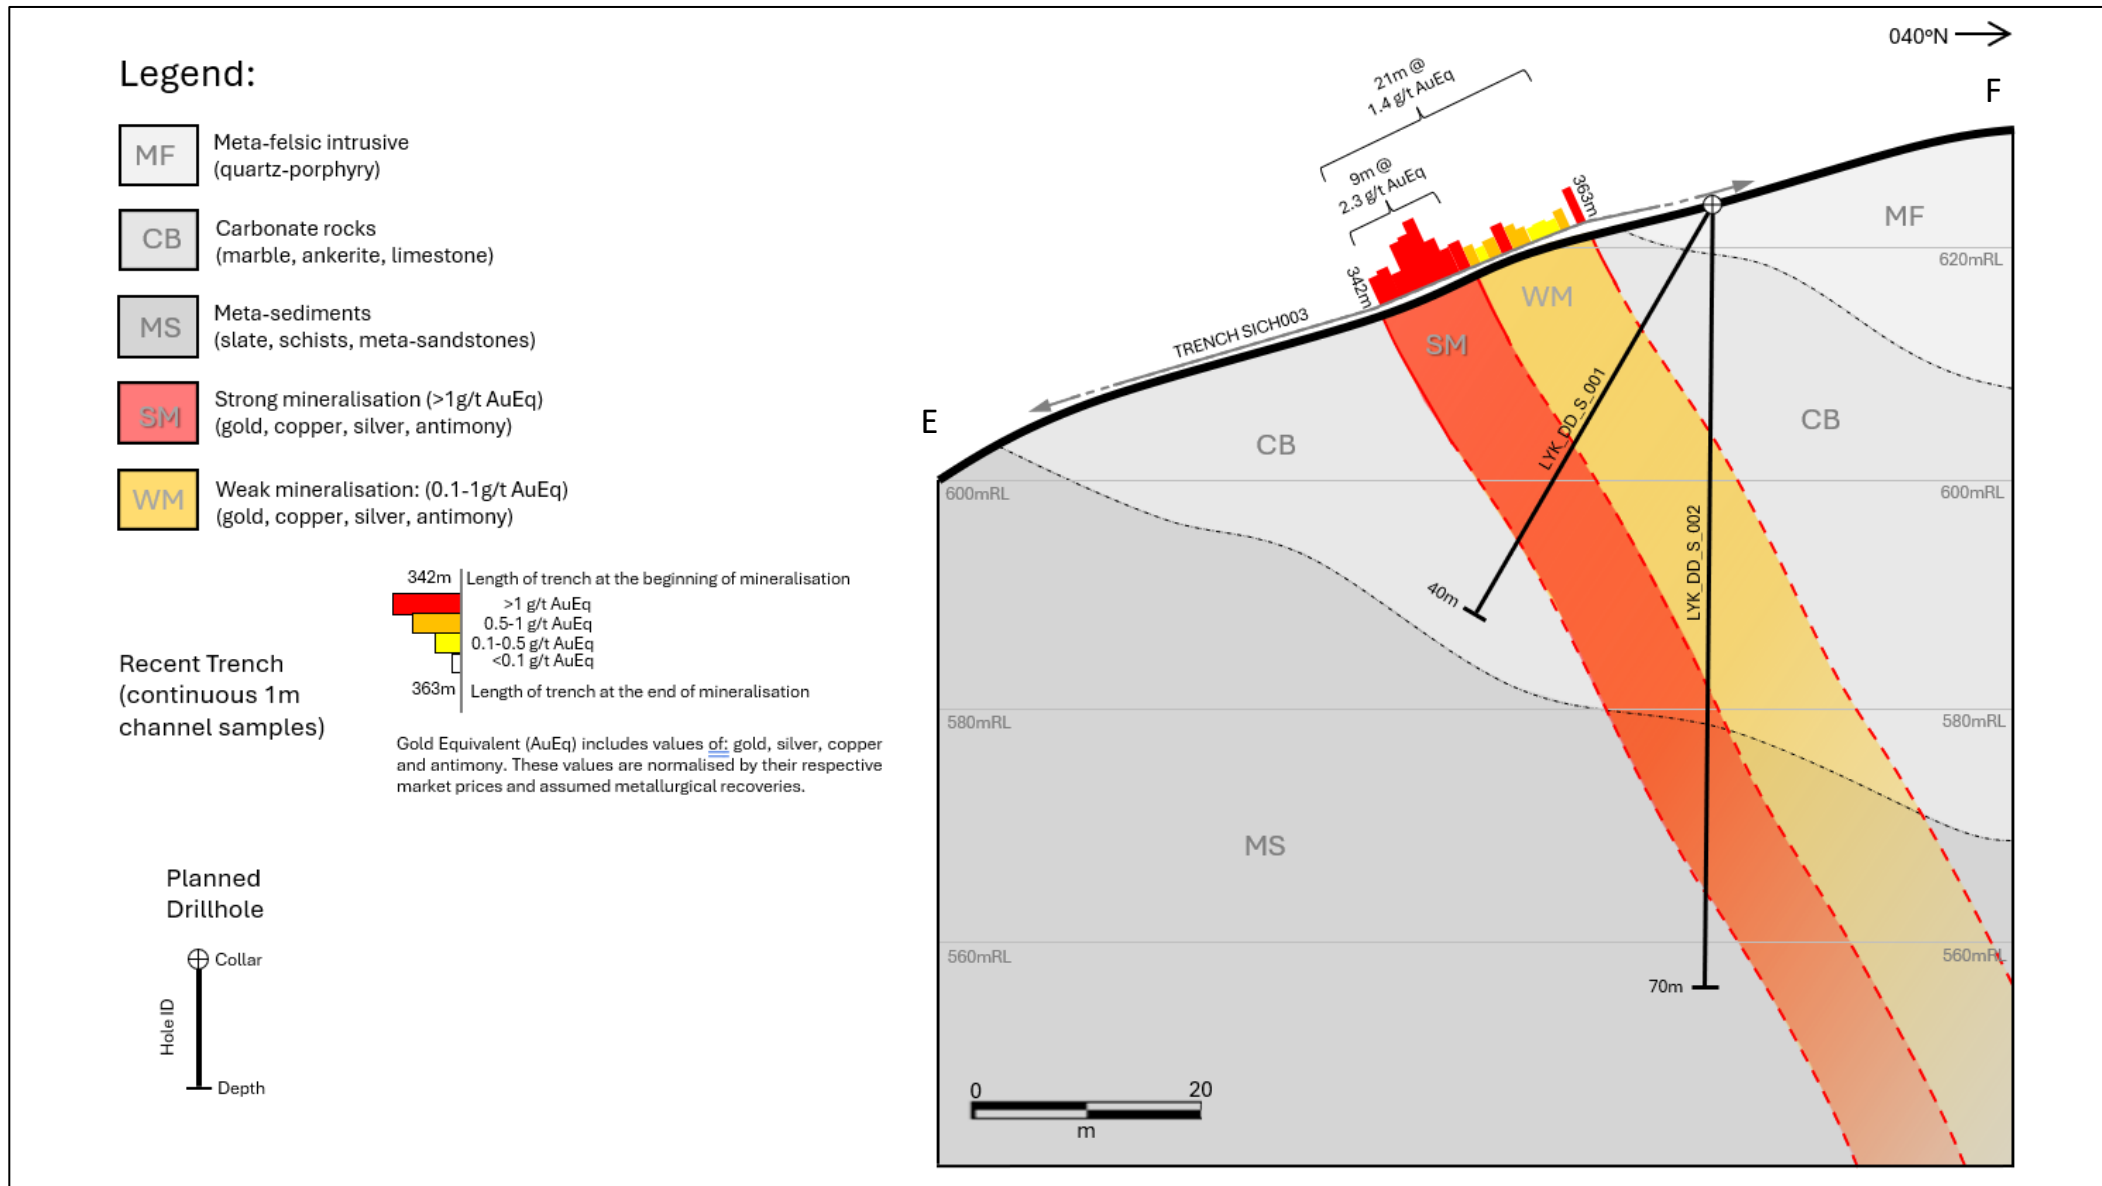 Legend:
MF
Meta-felsic intrusive
(quartz-porphyry)
CB
Carbonate rocks
(marble, ankerite, limestone)
MS
Meta-sediments
(slate, schists, meta-sandstones)
SM
Strong mineralisation (>1g/t AuEq)
(gold, copper, silver, antimony)
WM
Weak mineralisation: (0.1-1g/t AuEq)
(gold, copper, silver, antimony)
Recent Trench
(continuous 1m
channel samples)
342m
Length of trench at the beginning of mineralisation
>1 g/t AuEq
0.5-1 g/t AuEq
0.1-0.5 g/t AuEq
<0.1 g/t AuEq
363m
Length of trench at the end of mineralisation
Gold Equivalent (AuEq) includes values of: gold, silver, copper
and antimony. These values are normalised by their respective
market prices and assumed metallurgical recoveries.
Planned
Drillhole
Collar
Hole ID
Depth
040°N
F
21m @
1.4 g/t AuEq
9m @
2.3 g/t AuEq
342m
363m
TRENCH SICH003
E
MF
620mRL
WM
SM
CB
CB
LYK_DD_S_001
40m
LYK_DD_S_002
70m
600mRL
600mRL
580mRL
580mRL
MS
560mRL
560mRL
0
20
m